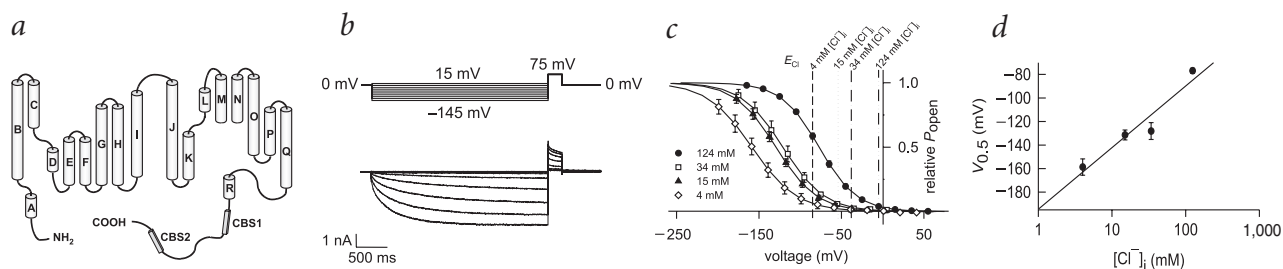 a
B
C
D
E
F
G
H
I
J
K
L
M
N
O
P
Q
R
A
NH2
COOH
CBS2
CBS1
b
0 mV
15 mV
−145 mV
75 mV
0 mV
1 nA
500 ms
c
ECl
4 mM [Cl−]i
15 mM [Cl−]i
34 mM [Cl−]i
124 mM [Cl−]i
1.0
0.5
relative Popen
124 mM
34 mM
15 mM
4 mM
−250 −150 −50 50
voltage (mV)
d
V0.5 (mV)
−80
−100
−120
−140
−160
−180
1 10 100 1,000
[Cl−]i (mM)